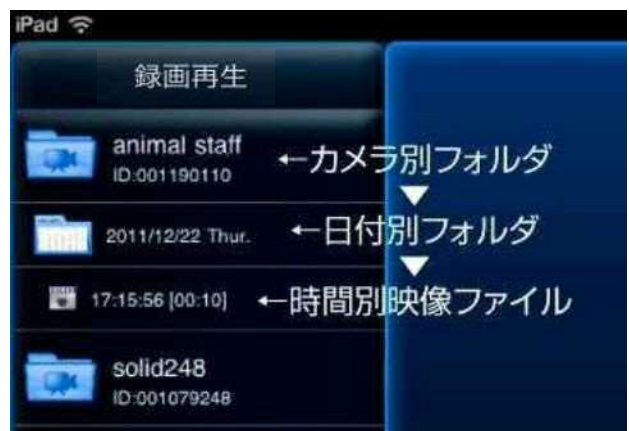 iPad
録画再生
animal staff
ID:001190110
←カメラ別フォルダ
▼
2011/12/22 Thur.
←日付別フォルダ
▼
17:15:56 [00:10]
←時間別映像ファイル
solid248
ID:001079248